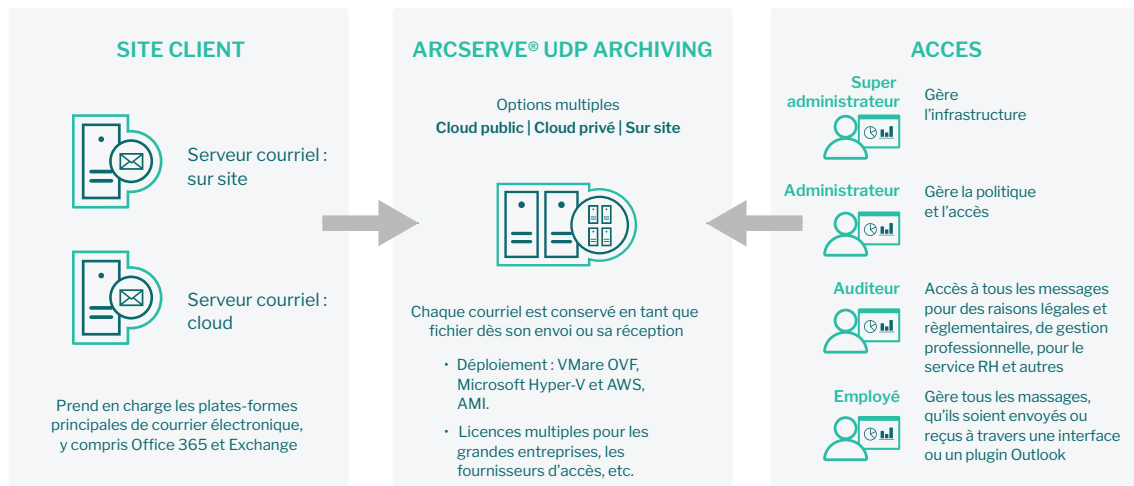 SITE CLIENT
Serveur courriel :
sur site
Serveur courriel :
cloud
Prend en charge les plates-formes
principales de courrier électronique,
y compris Office 365 et Exchange
ARCSERVE® UDP ARCHIVING
Options multiples
Cloud public | Cloud privé | Sur site
Chaque courriel est conservé en tant que
fichier dès son envoi ou sa réception
• Déploiement : VMare OVF,
Microsoft Hyper-V et AWS,
AMI.
• Licences multiples pour les
grandes entreprises, les
fournisseurs d'accès, etc.
ACCES
Super
administrateur
Gère
l'infrastructure
Administrateur
Gère la politique
et l'accès
Auditeur
Accès à tous les messages
pour des raisons légales et
règlementaires, de gestion
professionnelle, pour le
service RH et autres
Employé
Gère tous les massages,
qu'ils soient envoyés ou
reçus à travers une interface
ou un plugin Outlook